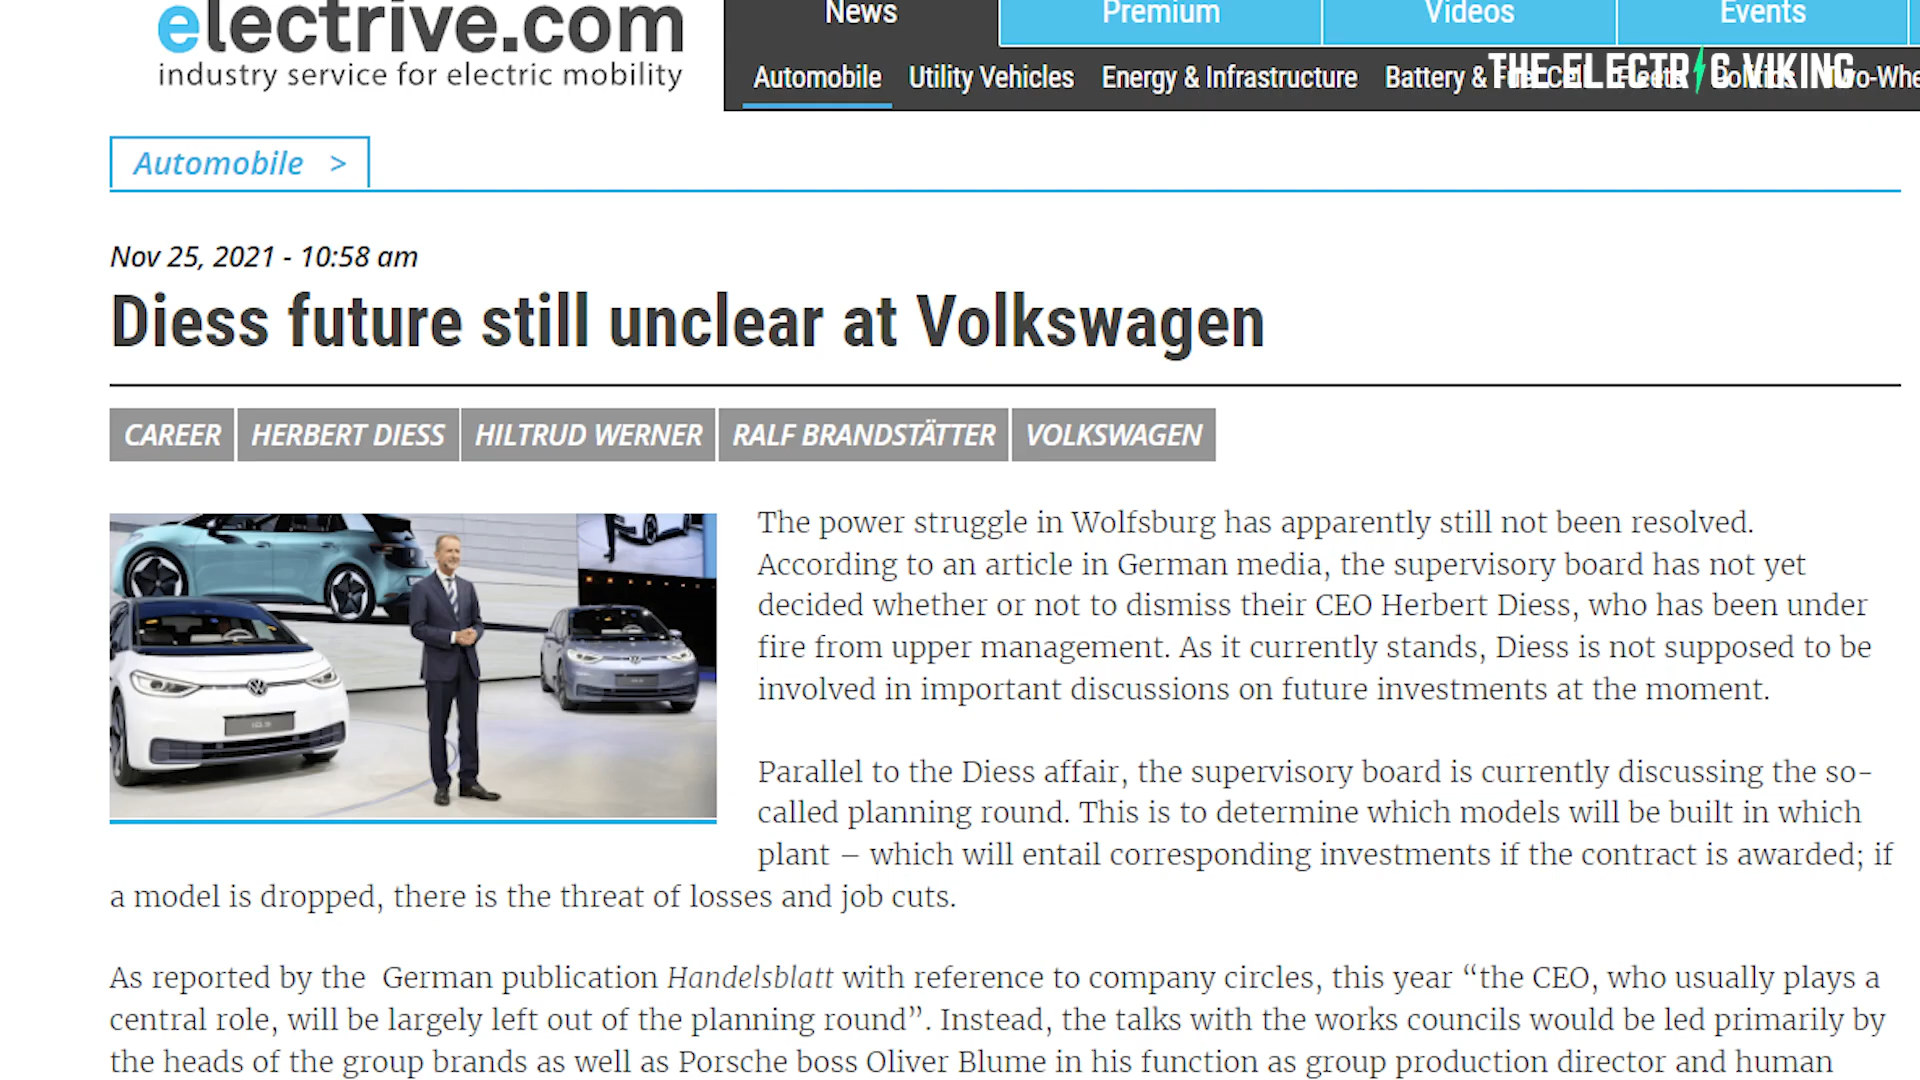 electrive.com
industry service for electric mobility
News
Premium
Videos
Events
Automobile
Utility Vehicles
Energy & Infrastructure
Battery & Fuel Cell
Fleets
Politics
Two-Whe
THE ELECTRIC VIKING
Automobile >
Nov 25, 2021 - 10:58 am
Diess future still unclear at Volkswagen
CAREER
HERBERT DIESS
HILTRUD WERNER
RALF BRANDSTÄTTER
VOLKSWAGEN
The power struggle in Wolfsburg has apparently still not been resolved.
According to an article in German media, the supervisory board has not yet
decided whether or not to dismiss their CEO Herbert Diess, who has been under
fire from upper management. As it currently stands, Diess is not supposed to be
involved in important discussions on future investments at the moment.
Parallel to the Diess affair, the supervisory board is currently discussing the so-
called planning round. This is to determine which models will be built in which
plant – which will entail corresponding investments if the contract is awarded; if
a model is dropped, there is the threat of losses and job cuts.
As reported by the German publication Handelsblatt with reference to company circles, this year “the CEO, who usually plays a
central role, will be largely left out of the planning round”. Instead, the talks with the works councils would be led primarily by
the heads of the group brands as well as Porsche boss Oliver Blume in his function as group production director and human